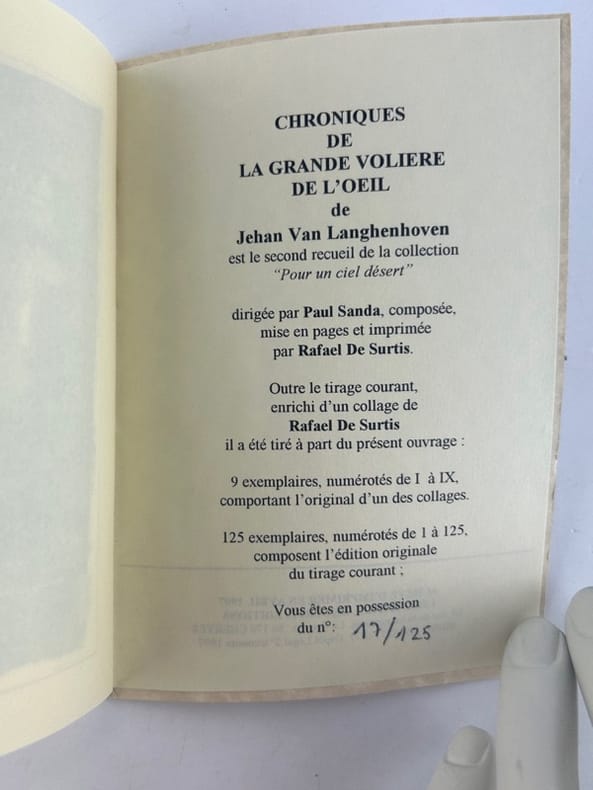 CHRONIQUES
DE
LA GRANDE VOLIERE
DE L'OEIL
de
Jehan Van Langhenhoven
est le second recueil de la collection
"Pour un ciel désert"
dirigée par Paul Sanda, composée,
mise en pages et imprimée
par Rafael De Surtis.
Outre le tirage courant,
enrichi d'un collage de
Rafael De Surtis
il a été tiré à part du présent ouvrage :
9 exemplaires, numérotés de I à IX,
comportant l'original d'un des collages.
125 exemplaires, numérotés de 1 à 125,
composent l'édition originale
du tirage courant ;
Vous êtes en possession
du n°: 17/125